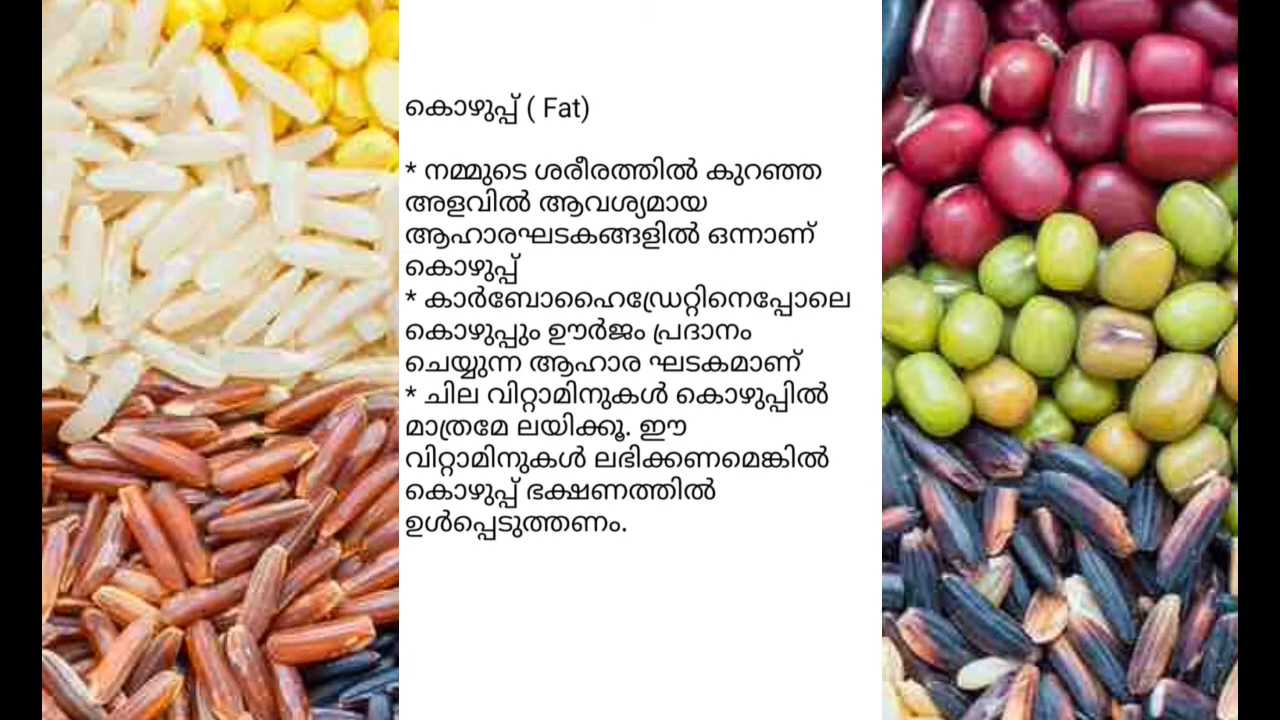 കൊഴുപ്പ് ( Fat)
* നമ്മുടെ ശരീരത്തിൽ കുറഞ്ഞ
അളവിൽ ആവശ്യമായ
ആഹാരഘടകങ്ങളിൽ ഒന്നാണ്
കൊഴുപ്പ്
* കാർബോഹൈഡ്രേറ്റിനെപ്പോലെ
കൊഴുപ്പും ഊർജം പ്രദാനം
ചെയ്യുന്ന ആഹാര ഘടകമാണ്
* ചില വിറ്റാമിനുകൾ കൊഴുപ്പിൽ
മാത്രമേ ലയിക്കൂ. ഈ
വിറ്റാമിനുകൾ ലഭിക്കണമെങ്കിൽ
കൊഴുപ്പ് ഭക്ഷണത്തിൽ
ഉൾപ്പെടുത്തണം.